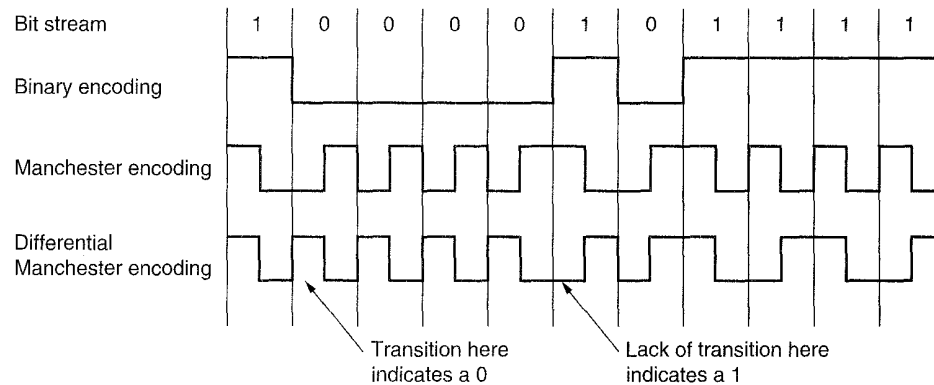 Bit stream 1 0 0 0 0 1 0 1 1 1 1
Binary encoding
Manchester encoding
Differential
Manchester encoding
Transition here
indicates a 0
Lack of transition here
indicates a 1